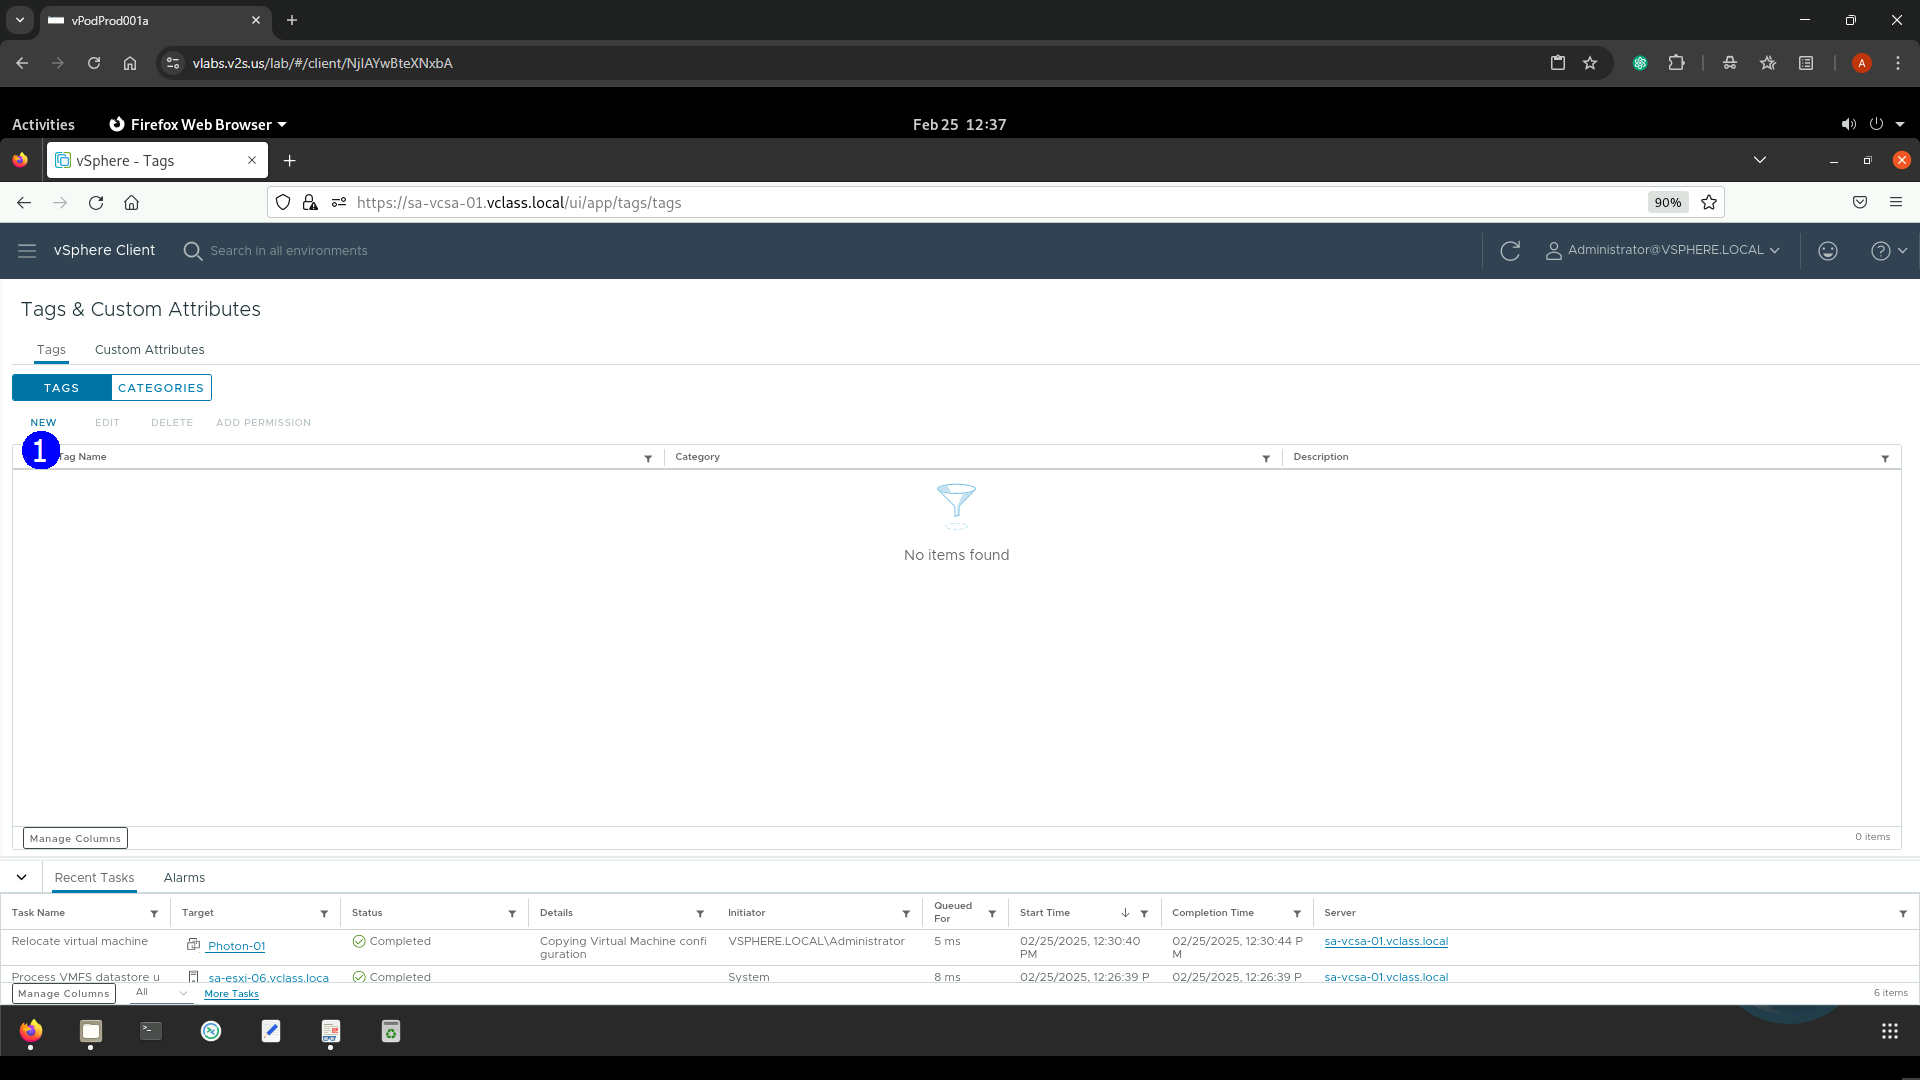 vPodProd001a
vlabs.v2s.us/lab/#/client/NjIAYwBteXNxbA
A
Activities
Firefox Web Browser
Feb 25 12:37
vSphere - Tags
https://sa-vcsa-01.vclass.local/ui/app/tags/tags
90%
vSphere Client
Search in all environments
Administrator@VSPHERE.LOCAL
Tags & Custom Attributes
Tags
Custom Attributes
TAGS
CATEGORIES
NEW
EDIT
DELETE
ADD PERMISSION
1
Tag Name
Category
Description
No items found
Manage Columns
0 items
Recent Tasks
Alarms
Task Name
Target
Status
Details
Initiator
Queued
For
Start Time
Completion Time
Server
Relocate virtual machine
Photon-01
Completed
Copying Virtual Machine confi
guration
VSPHERE.LOCAL\Administrator
5 ms
02/25/2025, 12:30:40
PM
02/25/2025, 12:30:44 P
M
sa-vcsa-01.vclass.local
Process VMFS datastore u
sa-esxi-06.vclass.loca
Completed
System
8 ms
02/25/2025, 12:26:39 P
02/25/2025, 12:26:39 P
sa-vcsa-01.vclass.local
Manage Columns
All
More Tasks
6 items